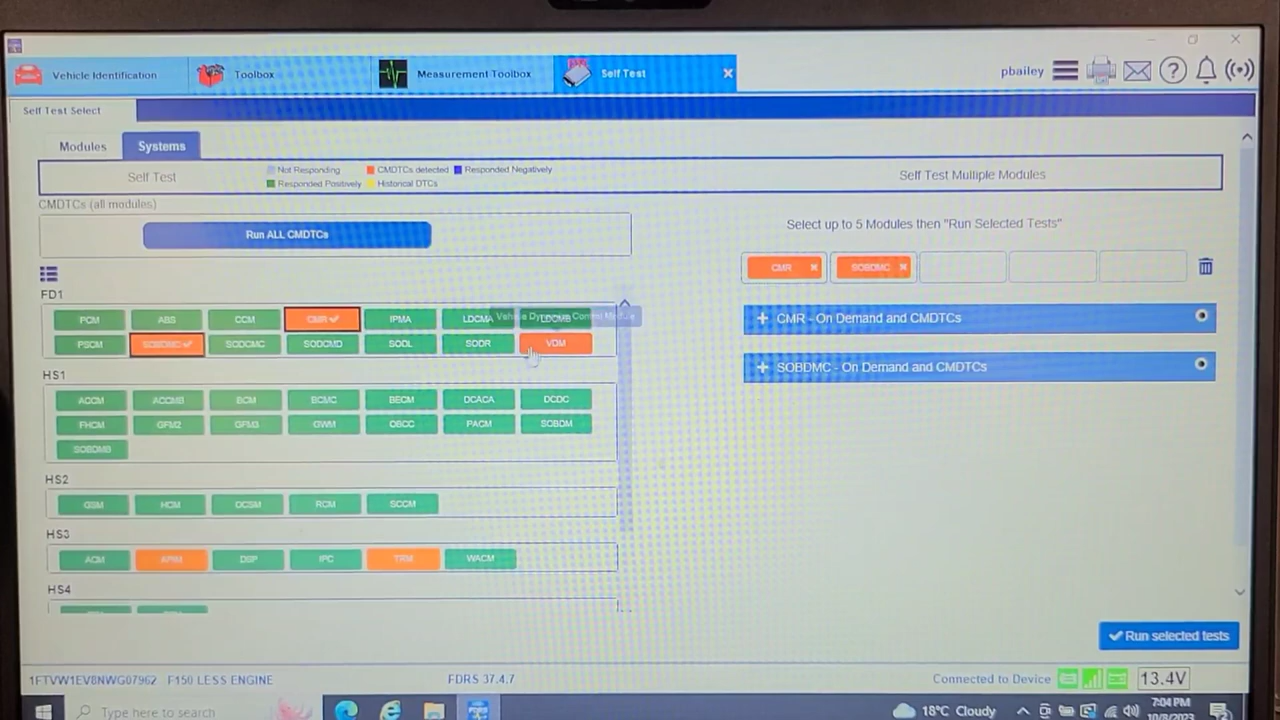 Vehicle Identification Toolbox Measurement Toolbox Self Test pbailey
Self Test Select
Modules Systems
Self Test Not Responding CMDTCs detected Responded Negatively Self Test Multiple Modules
Responded Positively Historical DTCs
CMDTCs (all modules)
Select up to 5 Modules then "Run Selected Tests"
Run ALL CMDTCs
CMR SOBDMC
FD1
PCM ABS CCM CMR IPMA LDCMA LDCMB
Vehicle Dynamics Control Module
CMR - On Demand and CMDTCs
PSCM SOBDMC SODCMC SODCMD SODL SODR VDM
SOBDMC - On Demand and CMDTCs
HS1
ACCM ACCMB BCM BCMC BECM DCACA DCDC
FHCM GFM2 GFM3 GWM OBCC PACM SOBDM
SOBDMB
HS2
GSM HCM OCSM RCM SCCM
HS3
ACM APIM DSP IPC TRM WACM
HS4
Run selected tests
1FTVW1EV8NWG07962 F150 LESS ENGINE FDRS 37.4.7 Connected to Device 13.4V
Type here to search 18°C Cloudy 7:04 PM